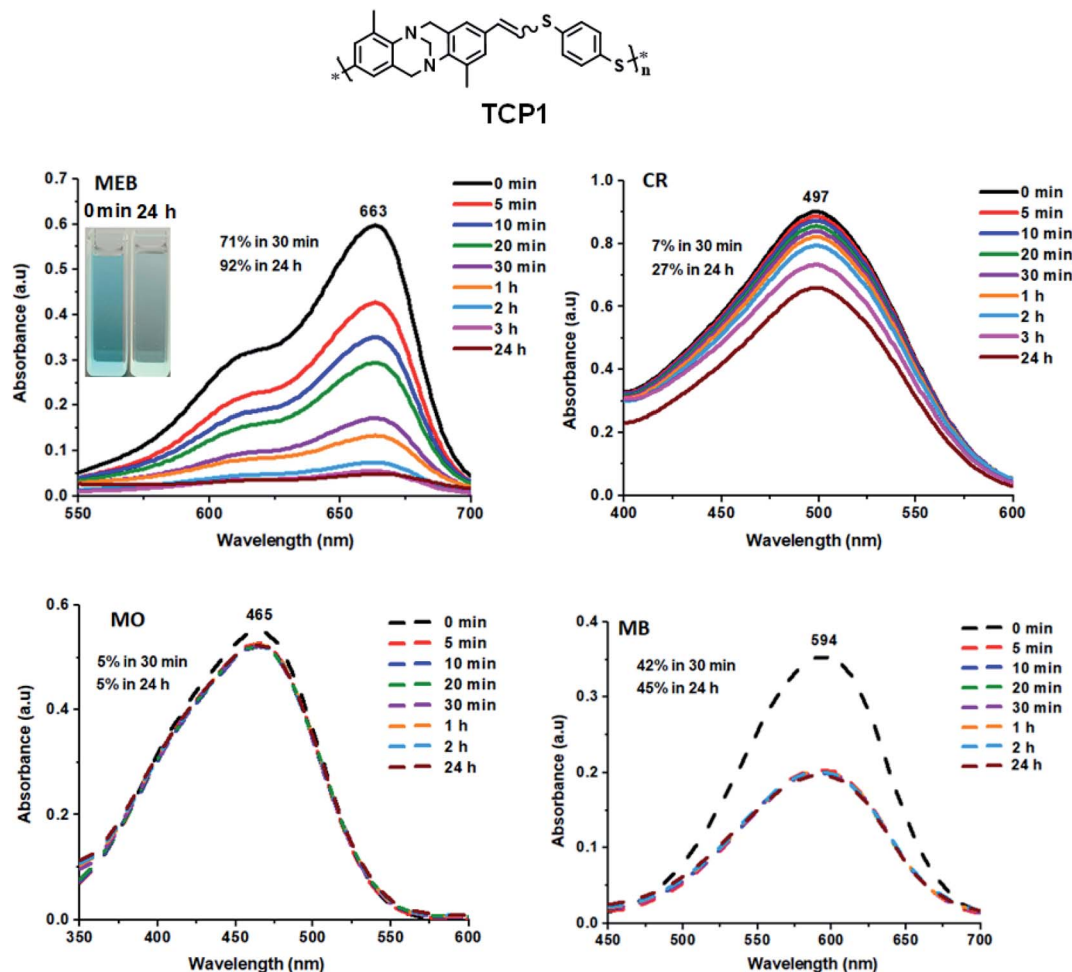 N
N
S
S
*
*
n
TCP1
MEB
0 min 24 h
663
71% in 30 min
92% in 24 h
0 min
5 min
10 min
20 min
30 min
1 h
2 h
3 h
24 h
0.7
0.6
0.5
0.4
0.3
0.2
0.1
0.0
550
600
650
700
Absorbance (a.u)
Wavelength (nm)
CR
497
7% in 30 min
27% in 24 h
0 min
5 min
10 min
20 min
30 min
1 h
2 h
3 h
24 h
1.0
0.8
0.6
0.4
0.2
0.0
400
450
500
550
600
Absorbance (a.u)
Wavelength (nm)
MO
465
5% in 30 min
5% in 24 h
0 min
5 min
10 min
20 min
30 min
1 h
2 h
24 h
0.6
0.4
0.2
0.0
350
400
450
500
550
600
Absorbance (a.u)
Wavelength (nm)
MB
594
42% in 30 min
45% in 24 h
0 min
5 min
10 min
20 min
30 min
1 h
2 h
24 h
0.4
0.3
0.2
0.1
0.0
450
500
550
600
650
700
Absorbance (a.u)
Wavelength (nm)